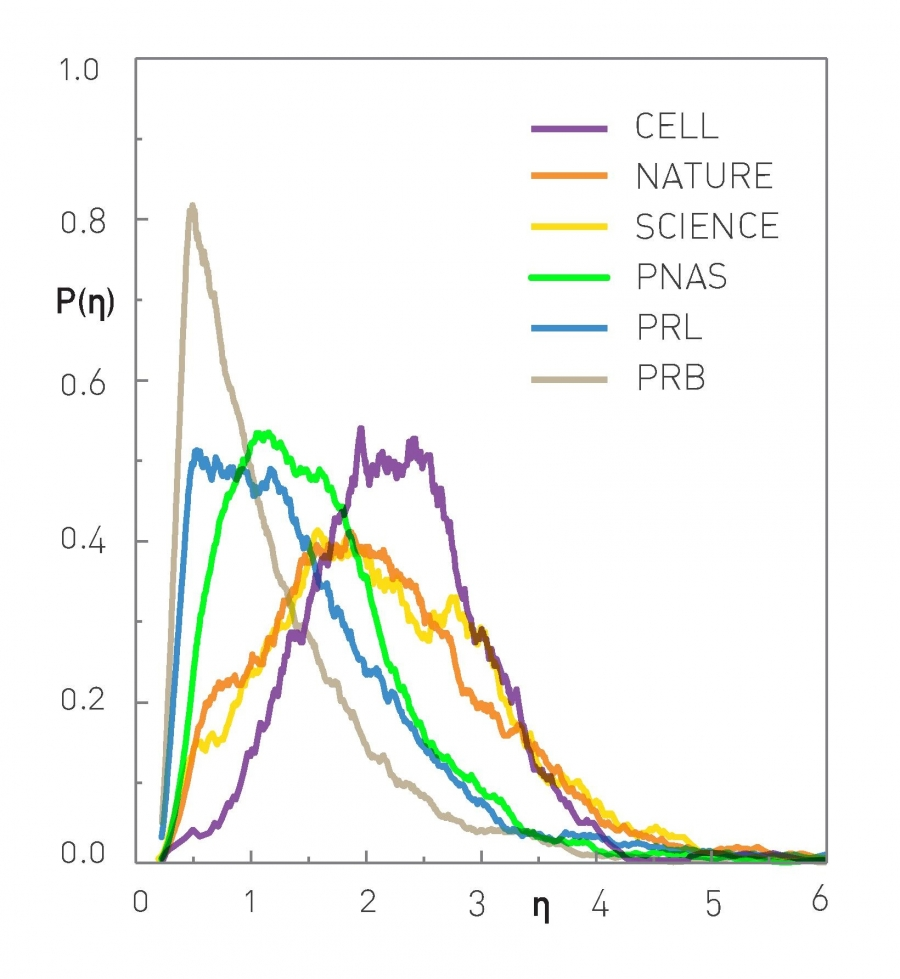 1.0
CELL
NATURE
SCIENCE
0.8
PNAS
P(η)
PRL
PRB
0.6
0.4
0.2
0.0
0 1 2 3 η 4 5 6